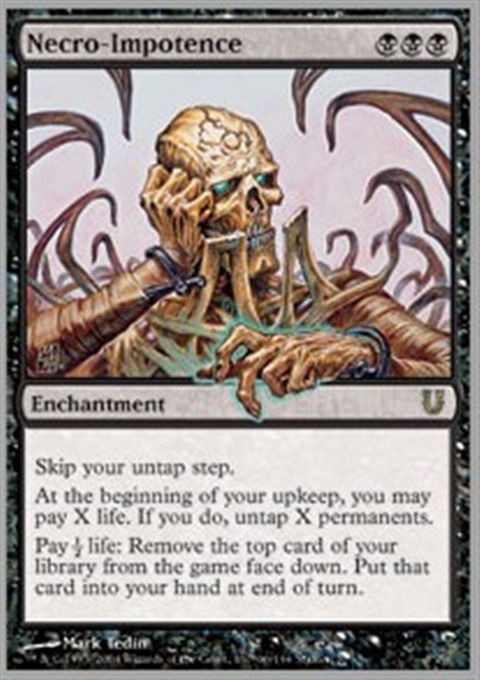 Necro-Impotence
Enchantment
Skip your untap step.
At the beginning of your upkeep, you may
pay X life. If you do, untap X permanents.
Pay ½ life: Remove the top card of your
library from the game face down. Put that
card into your hand at end of turn.
Mark Tedin